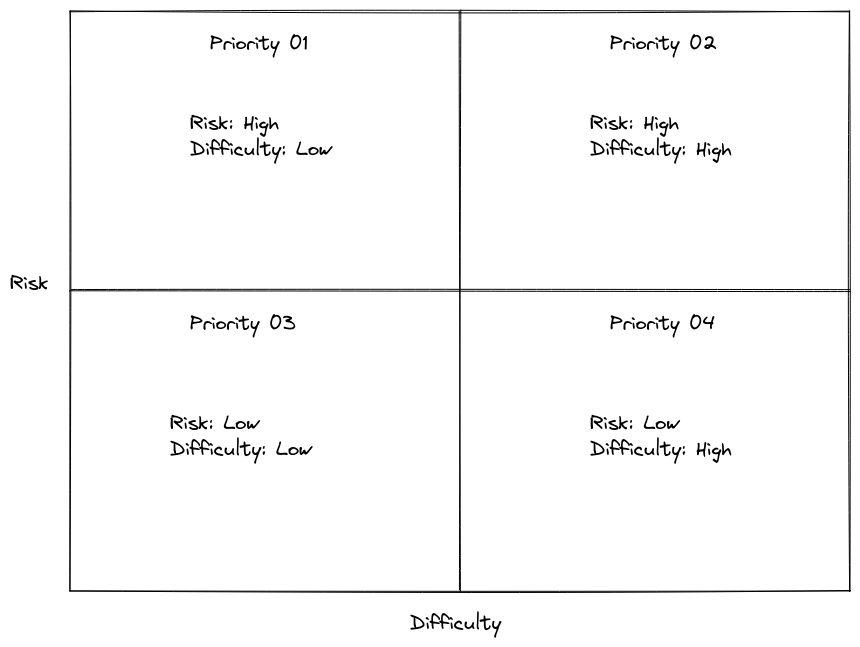 Priority 01
Priority 02
Risk: High
Difficulty: Low
Risk: High
Difficulty: High
Risk
Priority 03
Priority 04
Risk: Low
Difficulty: Low
Risk: Low
Difficulty: High
Difficulty